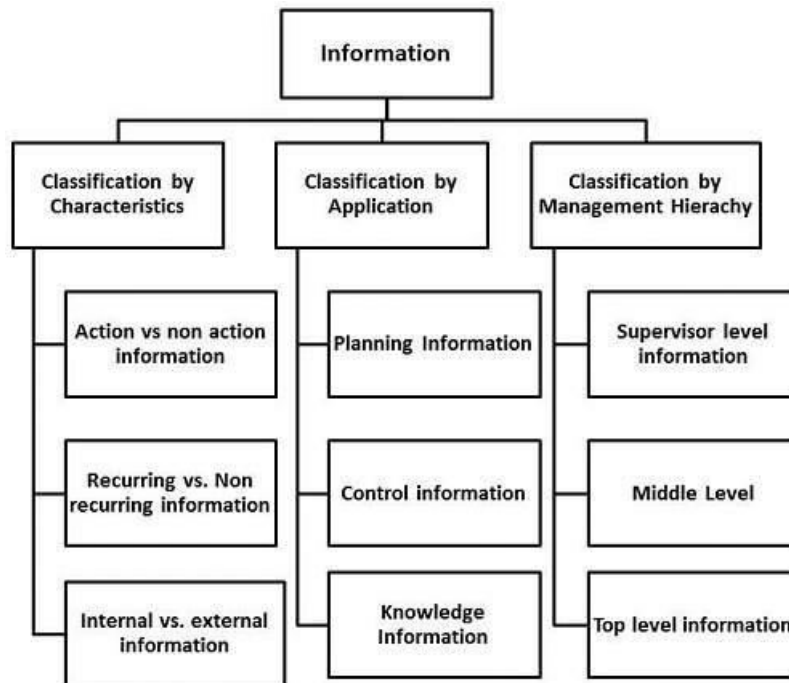 Information
Classification by
Characteristics
Classification by
Application
Classification by
Management Hierachy
Action vs non action
information
Planning Information
Supervisor level
information
Recurring vs. Non
recurring information
Control information
Middle Level
Internal vs. external
information
Knowledge
Information
Top level information